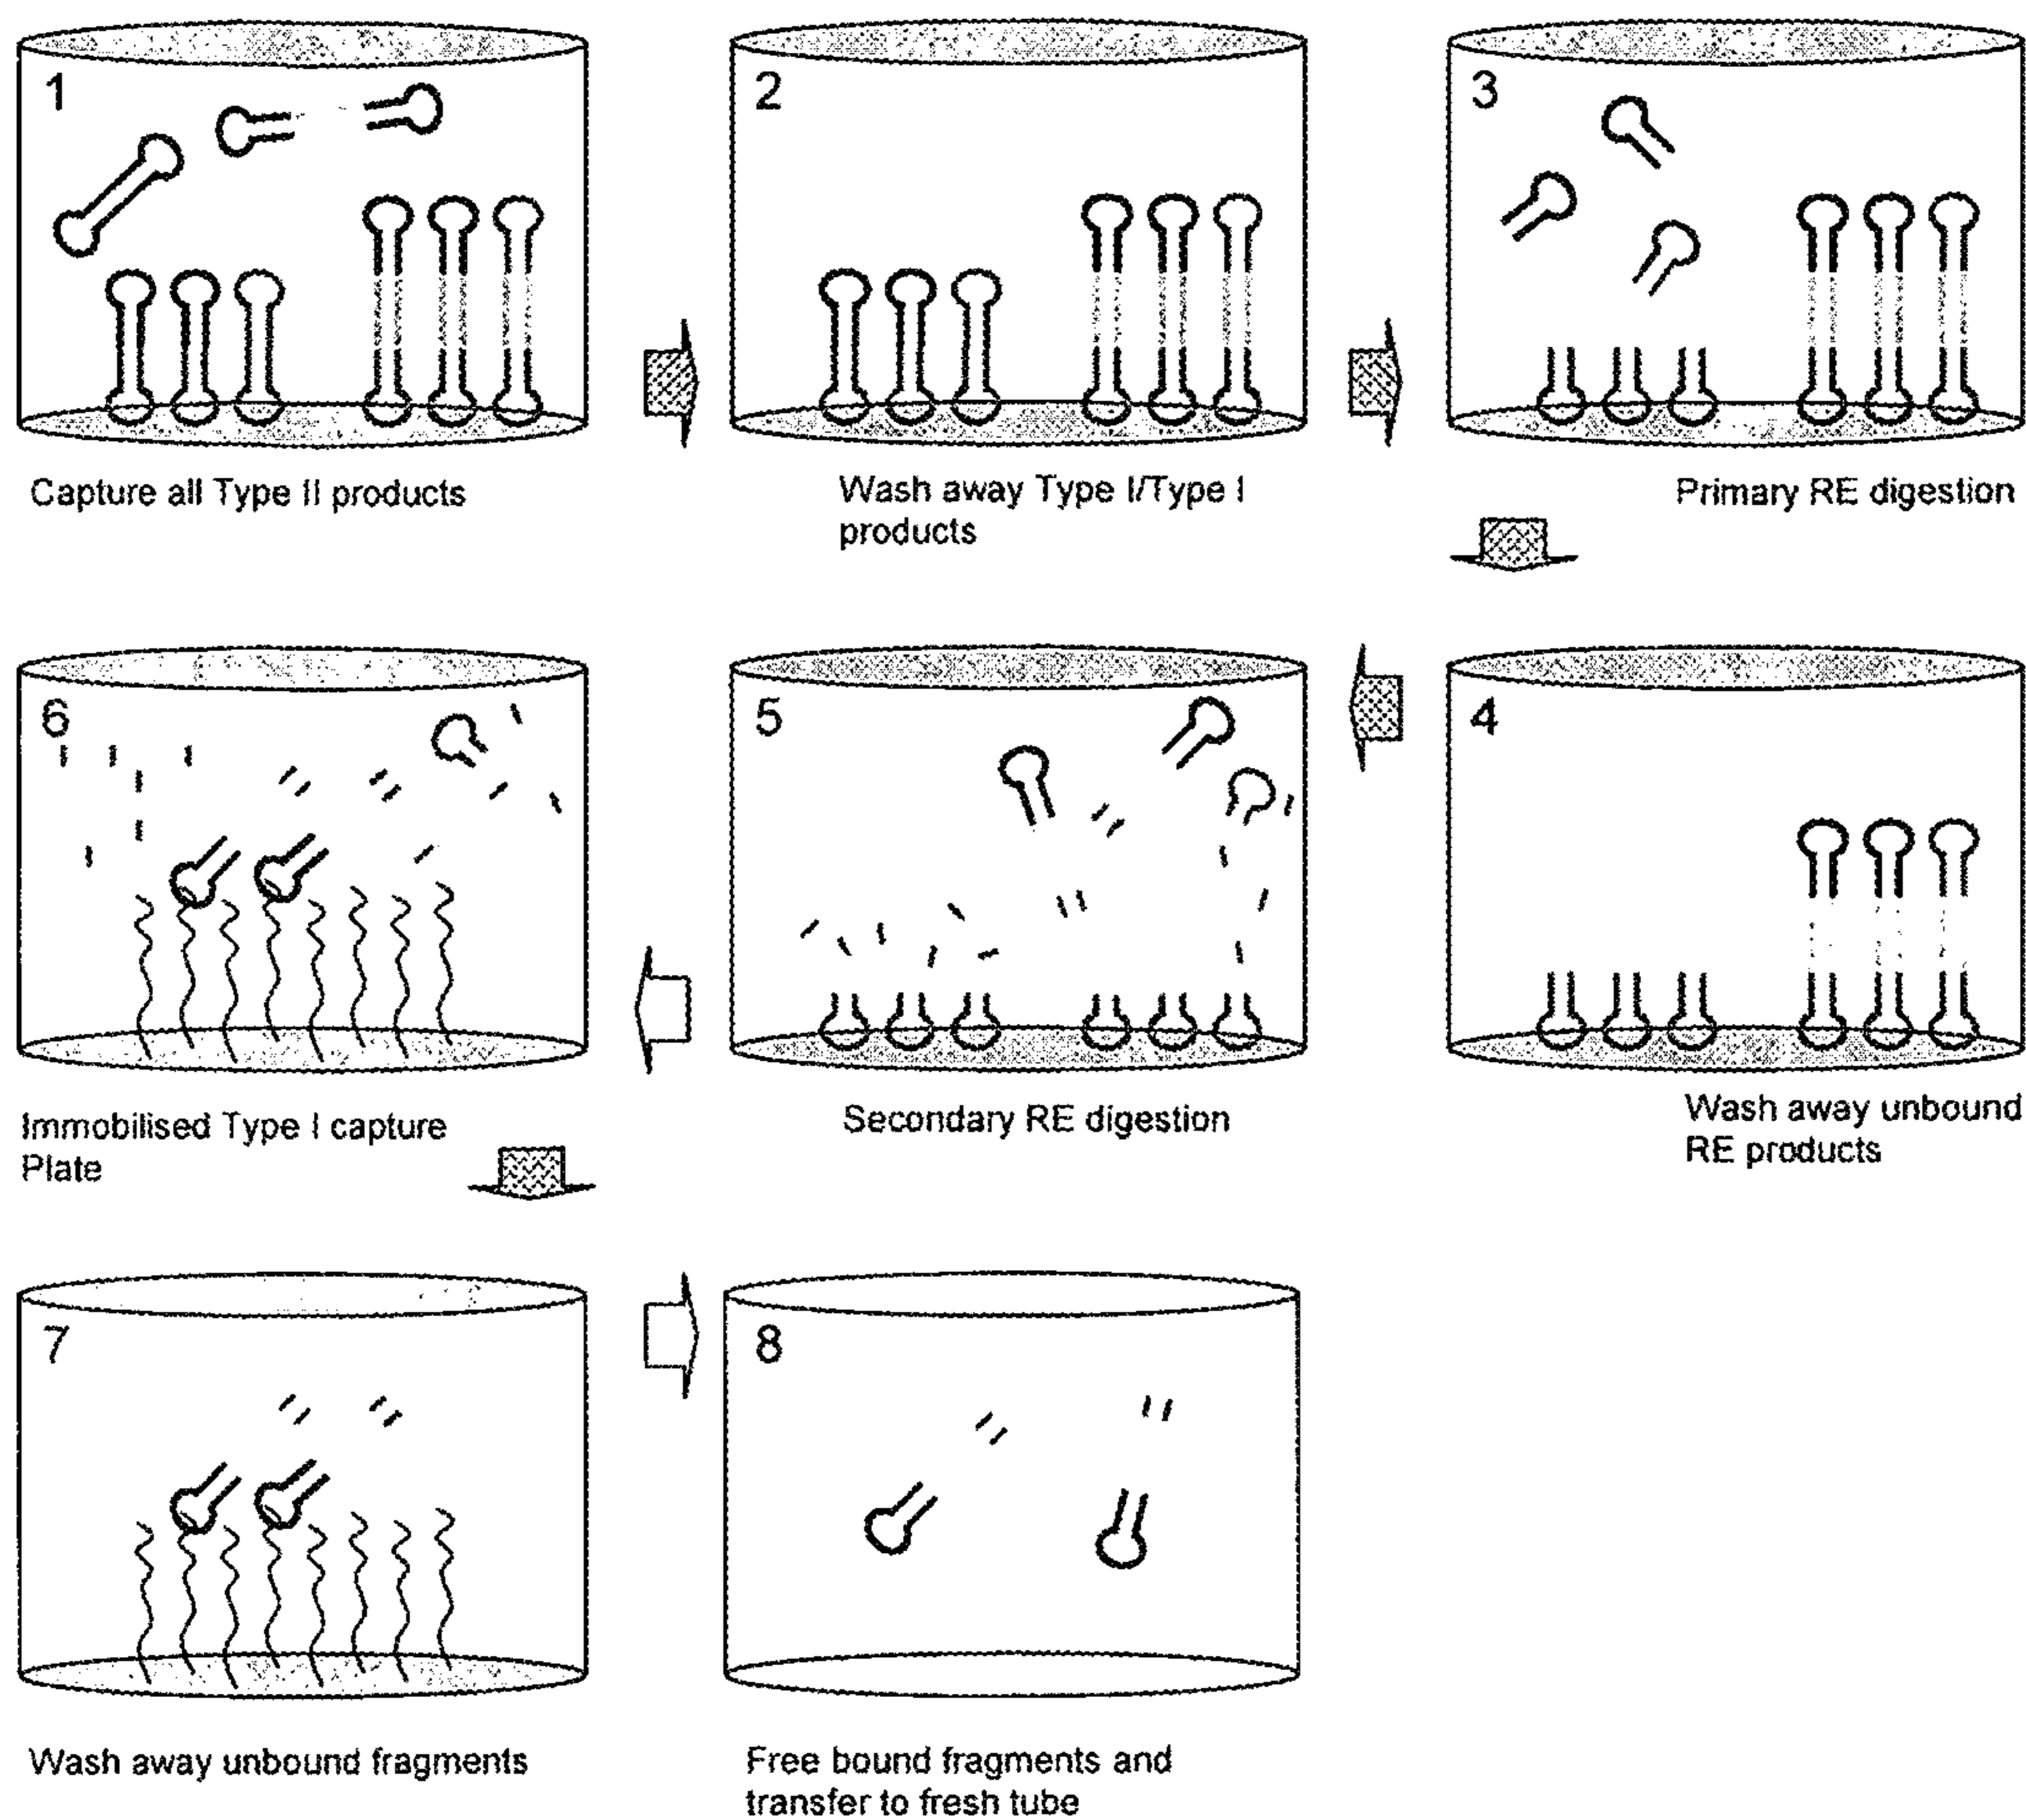 1
2
3
Capture all Type II products
Wash away Type I/Type I
products
Primary RE digestion
6
5
4
Immobilised Type I capture
Plate
Secondary RE digestion
Wash away unbound
RE products
7
8
Wash away unbound fragments
Free bound fragments and
transfer to fresh tube